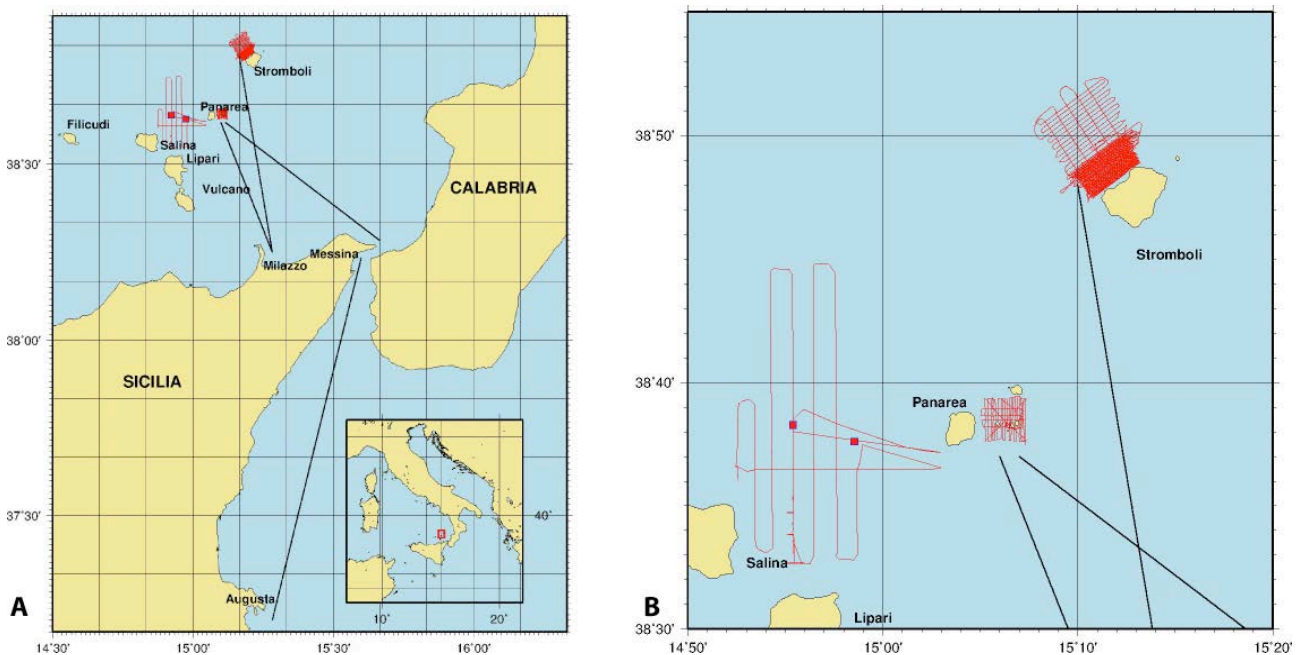 Stromboli
Panarea
Filicudi
Salina
Lipari
38°30'
Vulcano
CALABRIA
Messina
Milazzo
38°00'
SICILIA
37°30'
40°
Augusta
10°
20°
A
14°30'
15°00'
15°30'
16°00'
38°50'
Stromboli
38°40'
Panarea
Salina
Lipari
38°30'
B
14°50'
15°00'
15°10'
15°20'